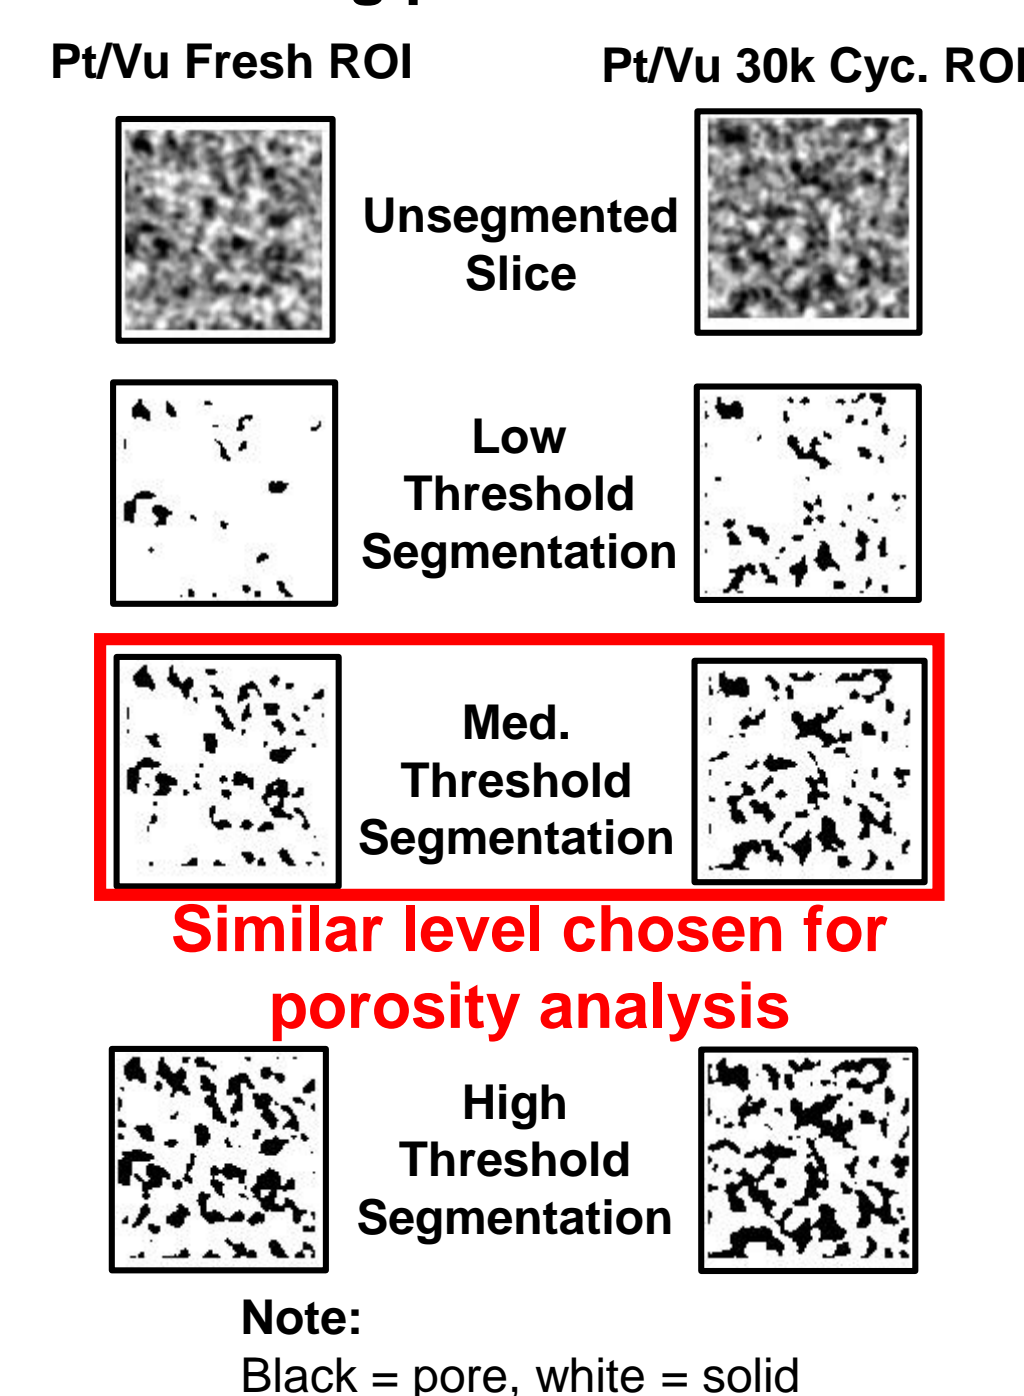 Pt/Vu Fresh ROI
Pt/Vu 30k Cyc. ROI
Unsegmented
Slice
Low
Threshold
Segmentation
Med.
Threshold
Segmentation
Similar level chosen for
porosity analysis
High
Threshold
Segmentation
Note:
Black = pore, white = solid